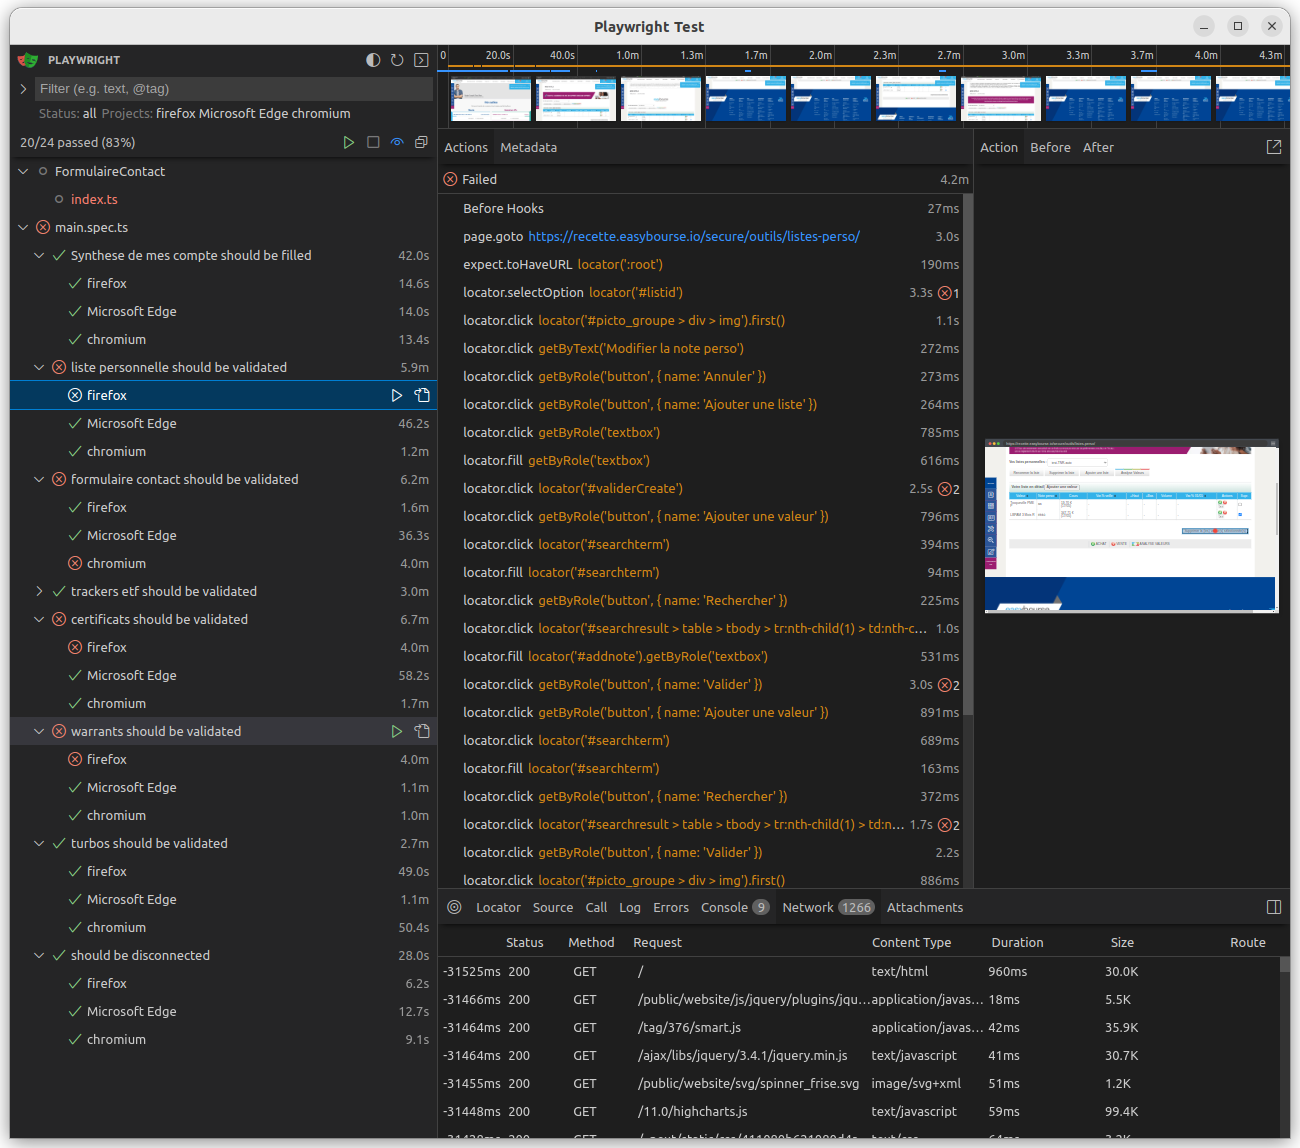 Playwright Test
PLAYWRIGHT
Filter (e.g. text, @tag)
Status: all Projects: firefox Microsoft Edge chromium
20/24 passed (83%)
FormulaireContact
index.ts
main.spec.ts
Synthese de mes compte should be filled 42.0s
firefox 14.6s
Microsoft Edge 14.0s
chromium 13.4s
liste personnelle should be validated 5.9m
firefox
Microsoft Edge 46.2s
chromium 1.2m
formulaire contact should be validated 6.2m
firefox 1.6m
Microsoft Edge 36.3s
chromium 4.0m
trackers etf should be validated 3.0m
certificats should be validated 6.7m
firefox 4.0m
Microsoft Edge 58.2s
chromium 1.7m
warrants should be validated
firefox 4.0m
Microsoft Edge 1.1m
chromium 1.0m
turbos should be validated 2.7m
firefox 49.0s
Microsoft Edge 1.1m
chromium 50.4s
should be disconnected 28.0s
firefox 6.2s
Microsoft Edge 12.7s
chromium 9.1s
0 20.0s 40.0s 1.0m 1.3m 1.7m 2.0m 2.3m 2.7m 3.0m 3.3m 3.7m 4.0m 4.3m
Actions Metadata
Failed 4.2m
Before Hooks 27ms
page.goto https://recette.easybourse.io/secure/outils/listes-perso/ 3.0s
expect.toHaveURL locator(':root') 190ms
locator.selectOption locator('#listid') 3.3s 1
locator.click locator('#picto_groupe > div > img').first() 1.1s
locator.click getByText('Modifier la note perso') 272ms
locator.click getByRole('button', { name: 'Annuler' }) 273ms
locator.click getByRole('button', { name: 'Ajouter une liste' }) 264ms
locator.click getByRole('textbox') 785ms
locator.fill getByRole('textbox') 616ms
locator.click locator('#validerCreate') 2.5s 2
locator.click getByRole('button', { name: 'Ajouter une valeur' }) 796ms
locator.click locator('#searchterm') 394ms
locator.fill locator('#searchterm') 94ms
locator.click getByRole('button', { name: 'Rechercher' }) 225ms
locator.click locator('#searchresult > table > tbody > tr:nth-child(1) > td:nth-c... 1.0s
locator.fill locator('#addnote').getByRole('textbox') 531ms
locator.click getByRole('button', { name: 'Valider' }) 3.0s 2
locator.click getByRole('button', { name: 'Ajouter une valeur' }) 891ms
locator.click locator('#searchterm') 689ms
locator.fill locator('#searchterm') 163ms
locator.click getByRole('button', { name: 'Rechercher' }) 372ms
locator.click locator('#searchresult > table > tbody > tr:nth-child(1) > td:n... 1.7s 2
locator.click getByRole('button', { name: 'Valider' }) 2.2s
locator.click locator('#picto_groupe > div > img').first() 886ms
Action Before After
Locator Source Call Log Errors Console 9 Network 1266 Attachments
Status Method Request Content Type Duration Size Route
-31525ms 200 GET / text/html 960ms 30.0K
-31466ms 200 GET /public/website/js/jquery/plugins/jqu... application/javas... 18ms 5.5K
-31464ms 200 GET /tag/376/smart.js application/javas... 42ms 35.9K
-31464ms 200 GET /ajax/libs/jquery/3.4.1/jquery.min.js text/javascript 41ms 30.7K
-31455ms 200 GET /public/website/svg/spinner_frise.svg image/svg+xml 51ms 1.2K
-31448ms 200 GET /11.0/highcharts.js text/javascript 59ms 99.4K